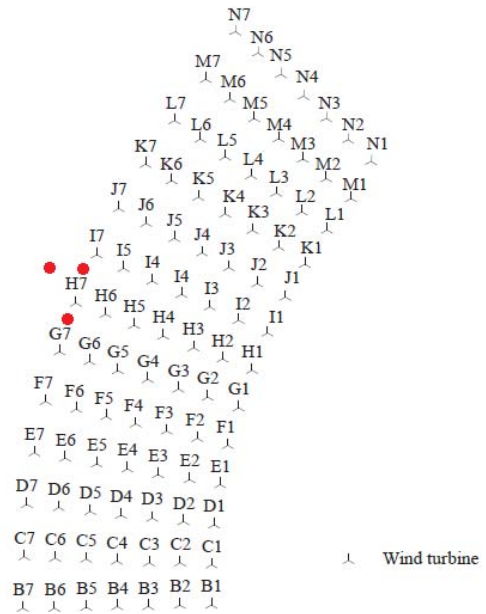 N7 N6 N5 N4 N3 N2 N1
M7 M6 M5 M4 M3 M2 M1
L7 L6 L5 L4 L3 L2 L1
K7 K6 K5 K4 K3 K2 K1
J7 J6 J5 J4 J3 J2 J1
I7 I5 I4 I4 I3 I2 I1
H7 H6 H5 H4 H3 H2 H1
G7 G6 G5 G4 G3 G2 G1
F7 F6 F5 F4 F3 F2 F1
E7 E6 E5 E4 E3 E2 E1
D7 D6 D5 D4 D3 D2 D1
C7 C6 C5 C4 C3 C2 C1
B7 B6 B5 B4 B3 B2 B1
Wind turbine